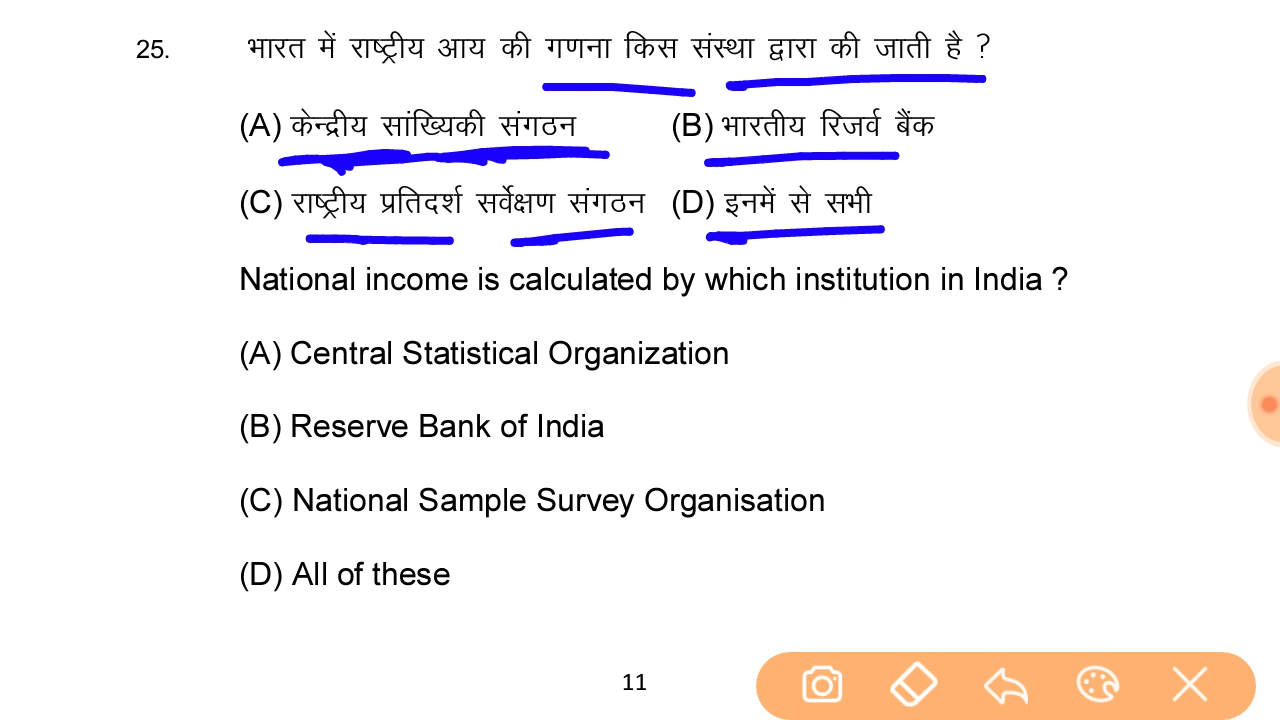 25. भारत में राष्ट्रीय आय की गणना किस संस्था द्वारा की जाती है ?
(A) केन्द्रीय सांख्यिकी संगठन (B) भारतीय रिजर्व बैंक
(C) राष्ट्रीय प्रतिदर्श सर्वेक्षण संगठन (D) इनमें से सभी
National income is calculated by which institution in India ?
(A) Central Statistical Organization
(B) Reserve Bank of India
(C) National Sample Survey Organisation
(D) All of these
11